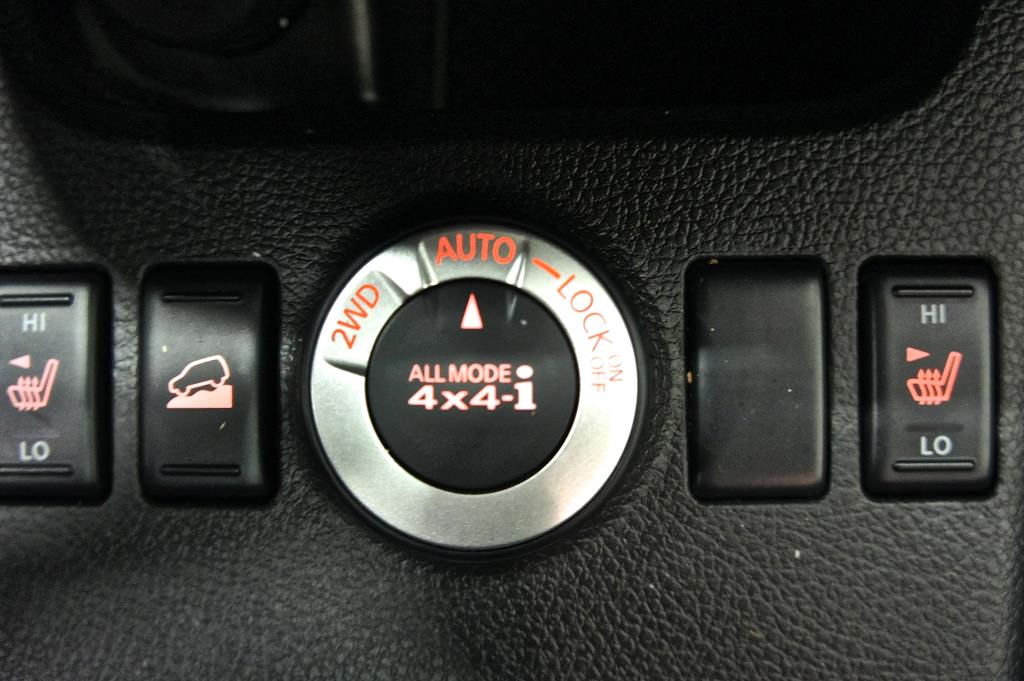 HI
LO
2WD
AUTO
LOCK
ON
OFF
ALL MODE
4x4-i
HI
LO